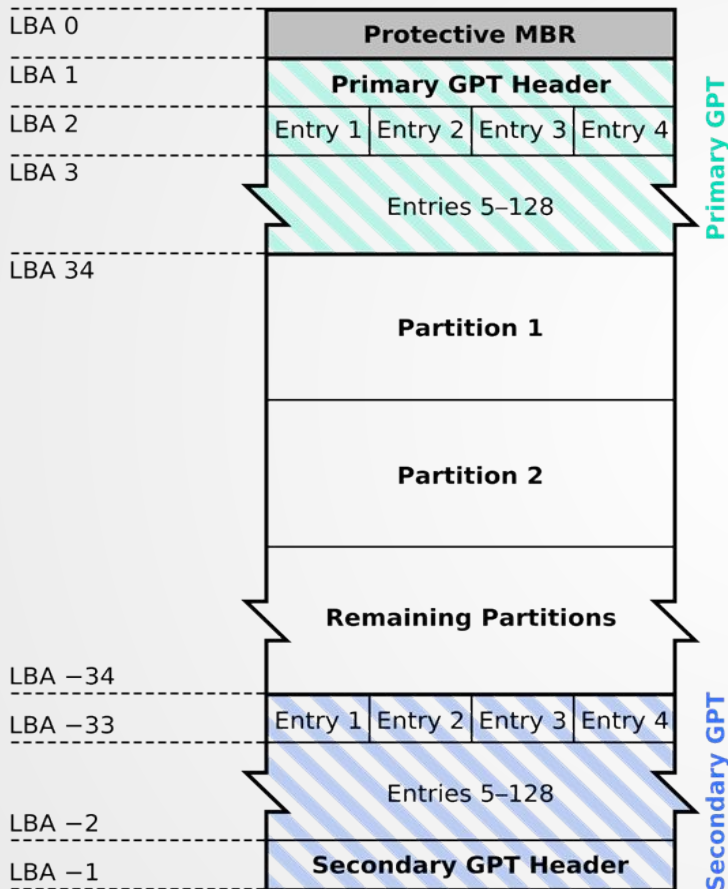 LBA 0
Protective MBR
LBA 1
Primary GPT Header
LBA 2
Entry 1 Entry 2 Entry 3 Entry 4
LBA 3
Entries 5–128
Primary GPT
LBA 34
Partition 1
Partition 2
Remaining Partitions
LBA −34
LBA −33
Entry 1 Entry 2 Entry 3 Entry 4
Entries 5–128
LBA −2
LBA −1
Secondary GPT Header
Secondary GPT